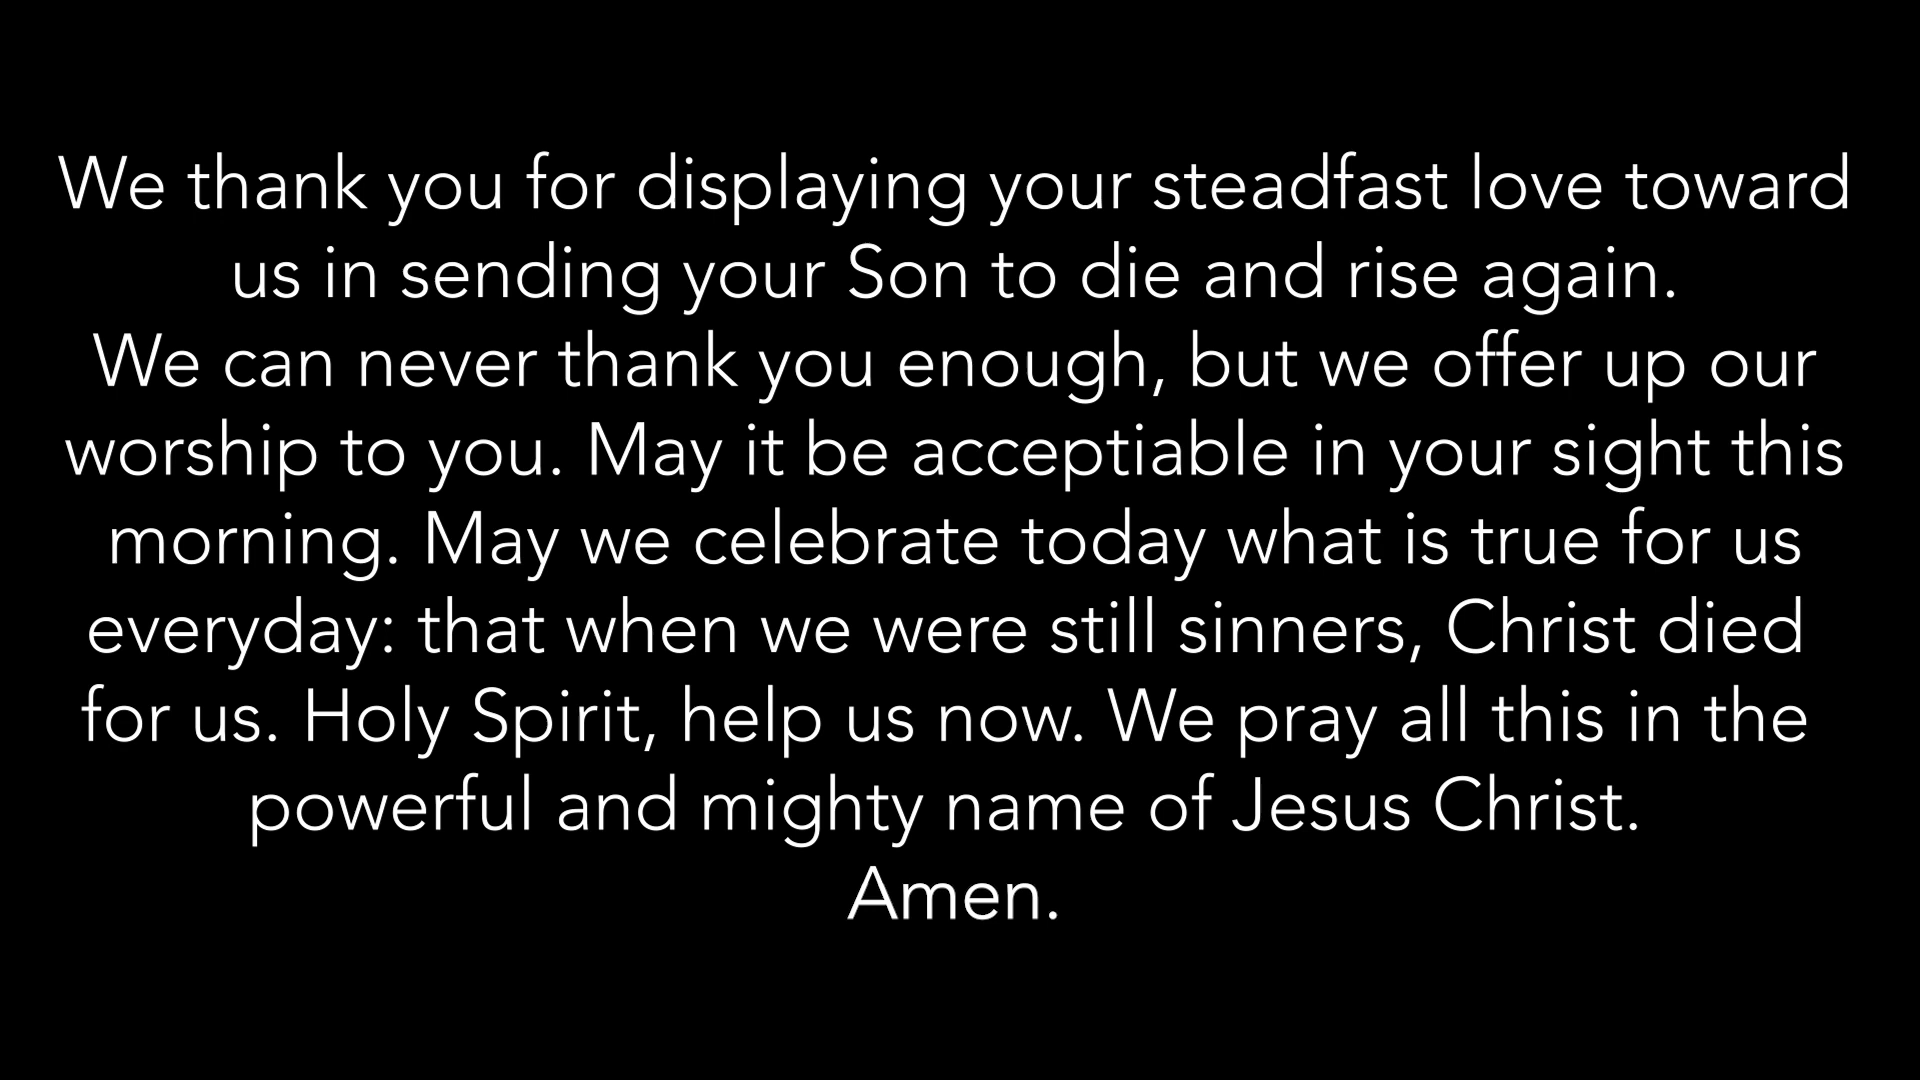 We thank you for displaying your steadfast love toward
us in sending your Son to die and rise again.
We can never thank you enough, but we offer up our
worship to you. May it be acceptiable in your sight this
morning. May we celebrate today what is true for us
everyday: that when we were still sinners, Christ died
for us. Holy Spirit, help us now. We pray all this in the
powerful and mighty name of Jesus Christ.
Amen.